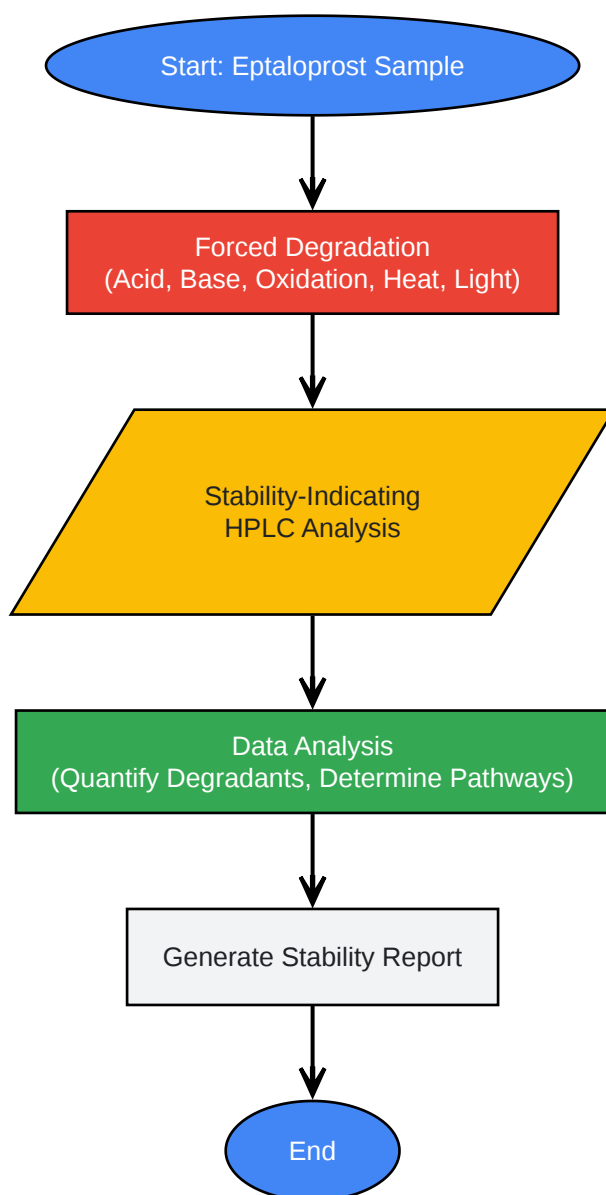 Start: Eptaloprost Sample
Forced Degradation
(Acid, Base, Oxidation, Heat, Light)
Stability-Indicating
HPLC Analysis
Data Analysis
(Quantify Degradants, Determine Pathways)
Generate Stability Report
End